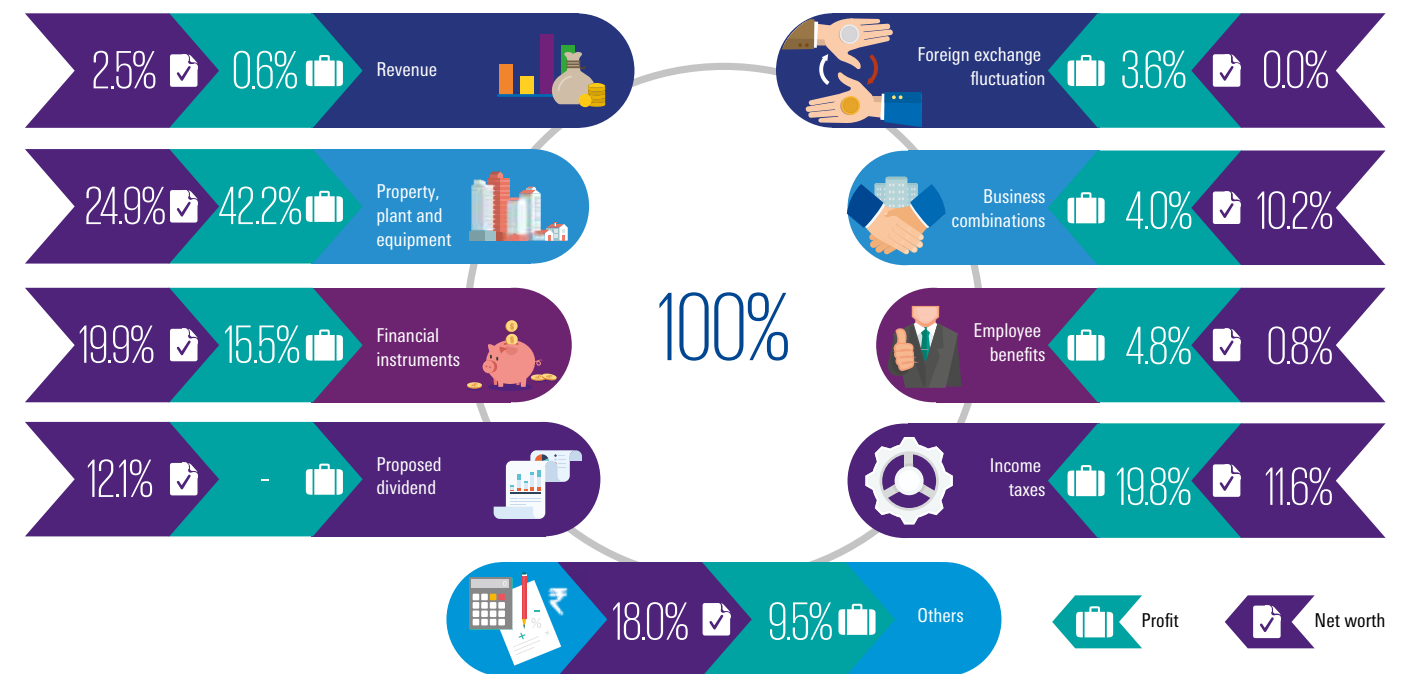 2.5% 0.6% Revenue
Foreign exchange
fluctuation
3.6% 0.0%
24.9% 42.2%
Property,
plant and
equipment
Business
combinations
4.0% 10.2%
19.9% 15.5%
Financial
instruments
100%
Employee
benefits
4.8% 0.8%
12.1% -
Proposed
dividend
Income
taxes
19.8% 11.6%
₹
%
18.0% 9.5% Others
Profit
Net worth